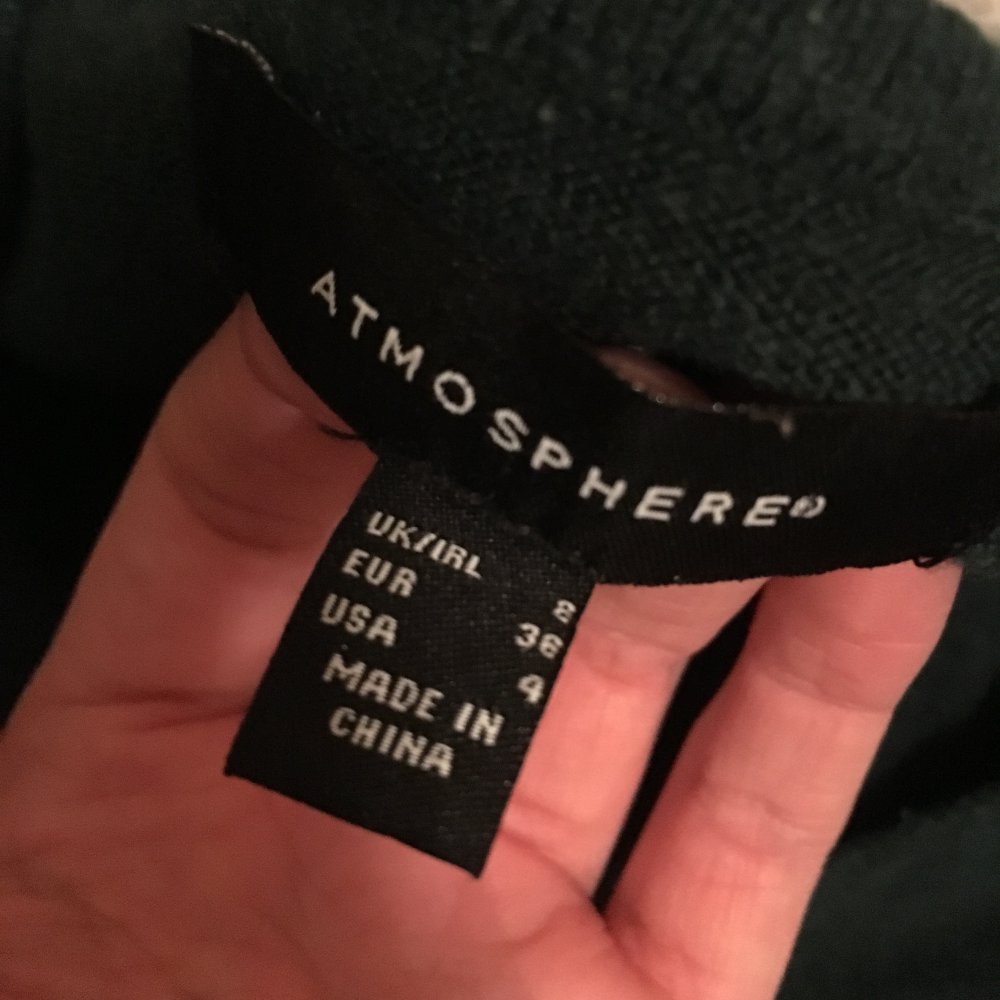 ATMOSPHERE®
UK/IRL 8
EUR 36
USA 4
MADE IN
CHINA